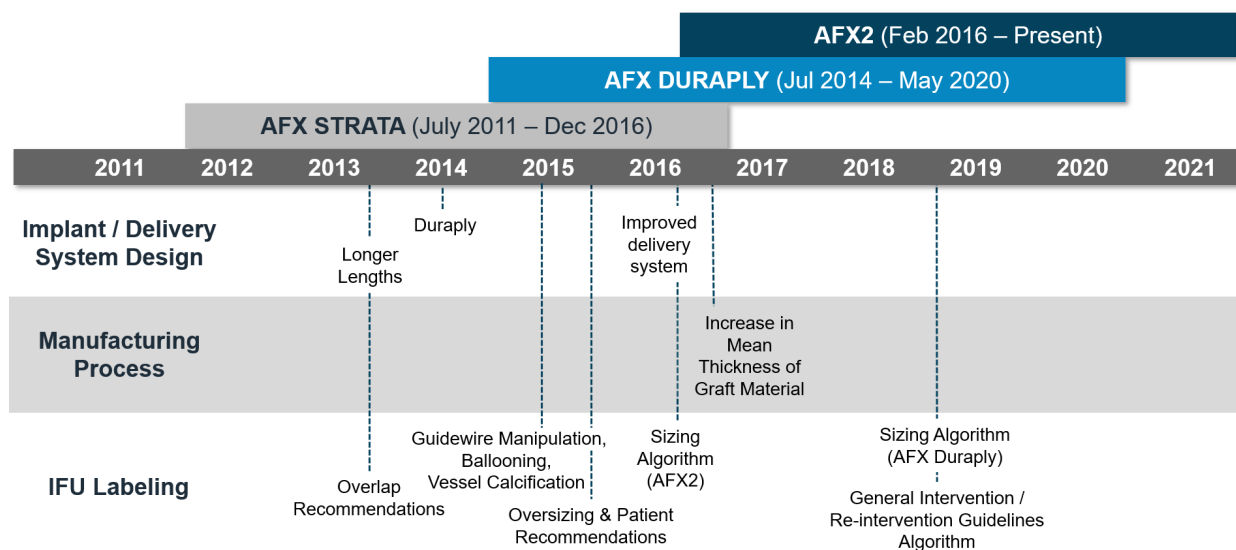 AFX2 (Feb 2016 – Present)
AFX DURAPLY (Jul 2014 – May 2020)
AFX STRATA (July 2011 – Dec 2016)
2011 2012 2013 2014 2015 2016 2017 2018 2019 2020 2021
Implant / Delivery
System Design
Longer
Lengths
Duraply
Improved
delivery
system
Manufacturing
Process
Increase in
Mean
Thickness of
Graft Material
IFU Labeling
Overlap
Recommendations
Guidewire Manipulation,
Ballooning,
Vessel Calcification
Oversizing & Patient
Recommendations
Sizing
Algorithm
(AFX2)
Sizing Algorithm
(AFX Duraply)
General Intervention /
Re-intervention Guidelines
Algorithm